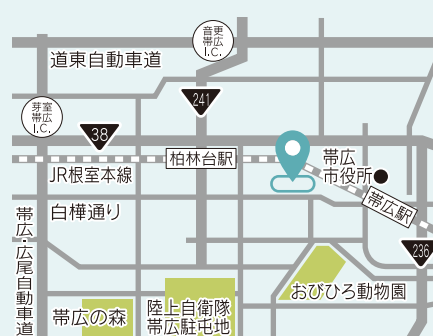 音更
帯広
I.C.
道東自動車道
芽室
帯広
I.C.
241
38
柏林台駅
帯広
市役所
JR根室本線
帯広駅
白樺通り
帯広・広尾自動車道
236
おびひろ動物園
帯広の森
陸上自衛隊
帯広駐屯地